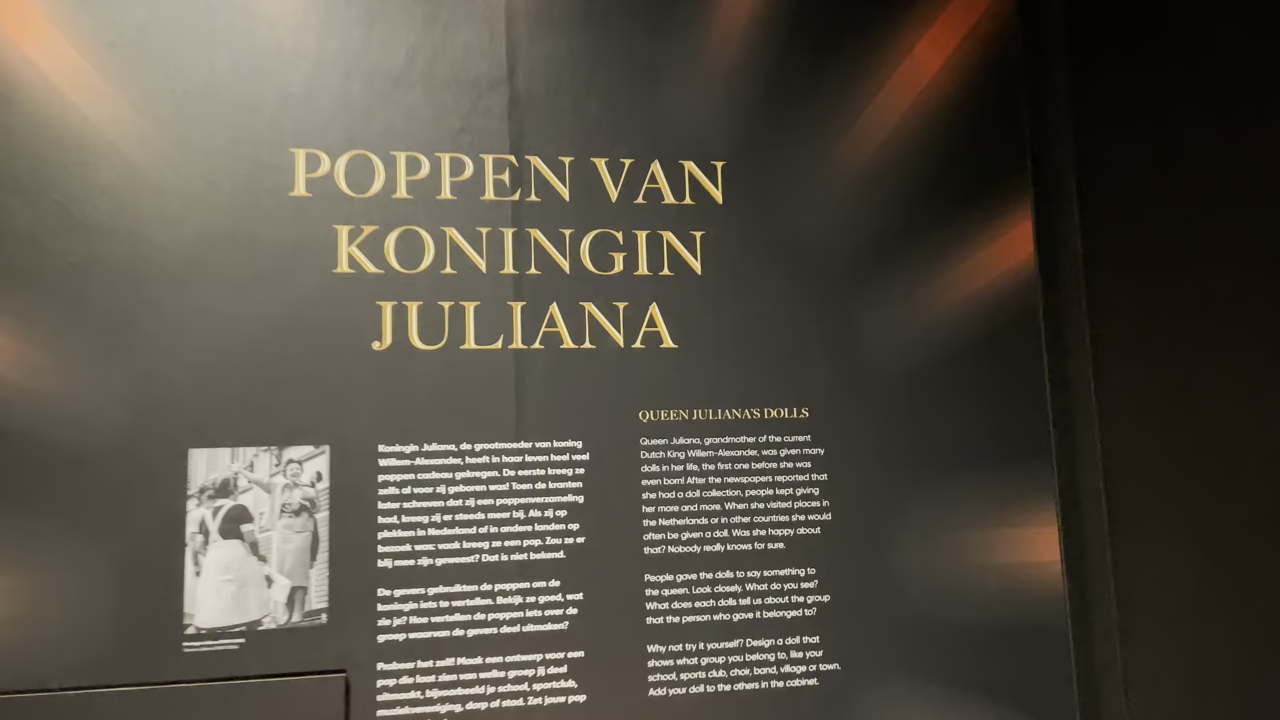 POPPEN VAN
KONINGIN
JULIANA
Koningin Juliana, de grootmoeder van koning
Willem-Alexander, heeft in haar leven heel veel
poppen cadeau gekregen. De eerste kreeg ze
zelfs al voor zij geboren was! Toen de kranten
later schreven dat zij een poppenverzameling
had, kreeg zij er steeds meer bij. Als zij op
plekken in Nederland of in andere landen op
bezoek was: vaak kreeg ze een pop. Zou ze er
blij mee zijn geweest? Dat is niet bekend.
De gevers gebruikten de poppen om de
koningin iets te vertellen. Bekijk ze goed, wat
zie je? Hoe vertellen de poppen iets over de
groep waarvan de gevers deel uitmaken?
Probeer het zelf! Maak een ontwerp voor een
pop die laat zien van welke groep jij deel
uitmaakt, bijvoorbeeld je school, sportclub,
muziekvereniging, dorp of stad. Zet jouw pop
QUEEN JULIANA'S DOLLS
Queen Juliana, grandmother of the current
Dutch King Willem-Alexander, was given many
dolls in her life, the first one before she was
even born! After the newspapers reported that
she had a doll collection, people kept giving
her more and more. When she visited places in
the Netherlands or in other countries she would
often be given a doll. Was she happy about
that? Nobody really knows for sure.
People gave the dolls to say something to
the queen. Look closely. What do you see?
What does each dolls tell us about the group
that the person who gave it belonged to?
Why not try it yourself? Design a doll that
shows what group you belong to, like your
school, sports club, choir, band, village or town.
Add your doll to the others in the cabinet.